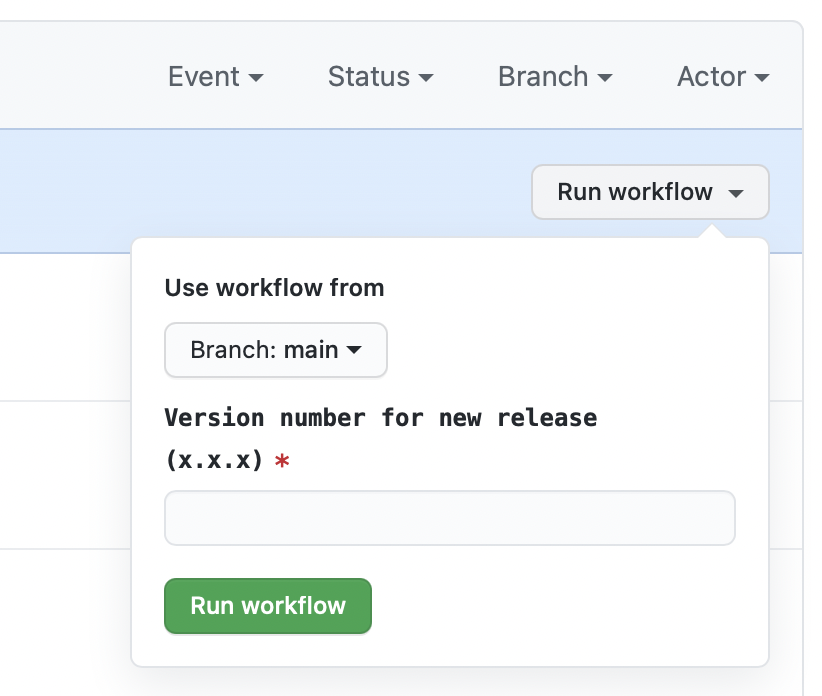 Event Status Branch Actor
Run workflow
Use workflow from
Branch: main
Version number for new release
(x.x.x) *
Run workflow